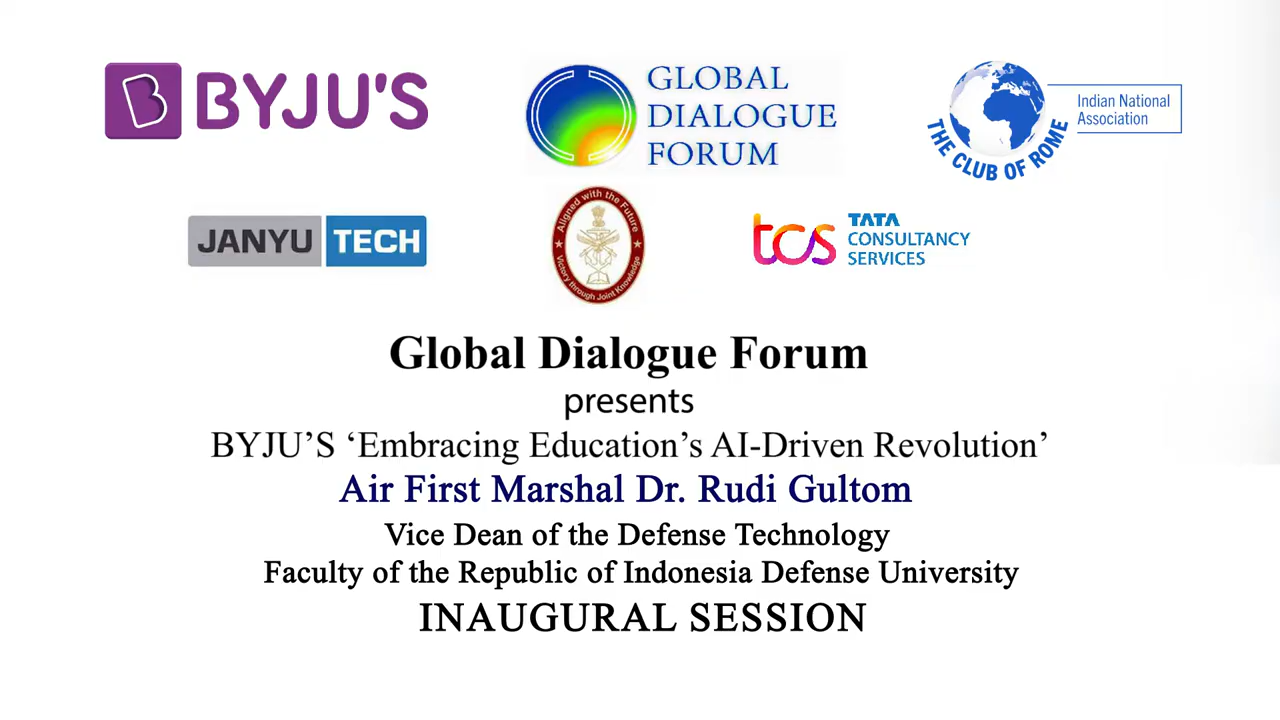 B BYJU'S
GLOBAL
DIALOGUE
FORUM
THE CLUB OF ROME
Indian National
Association
JANYU TECH
Aligned with the Future
Victory through Joint Knowledge
tcs
TATA
CONSULTANCY
SERVICES
Global Dialogue Forum
presents
BYJU’S ‘Embracing Education’s AI-Driven Revolution’
Air First Marshal Dr. Rudi Gultom
Vice Dean of the Defense Technology
Faculty of the Republic of Indonesia Defense University
INAUGURAL SESSION